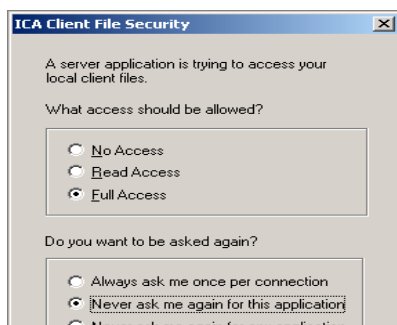 ICA Client File Security
A server application is trying to access your
local client files.
What access should be allowed?
No Access
Read Access
Full Access
Do you want to be asked again?
Always ask me once per connection
Never ask me again for this application